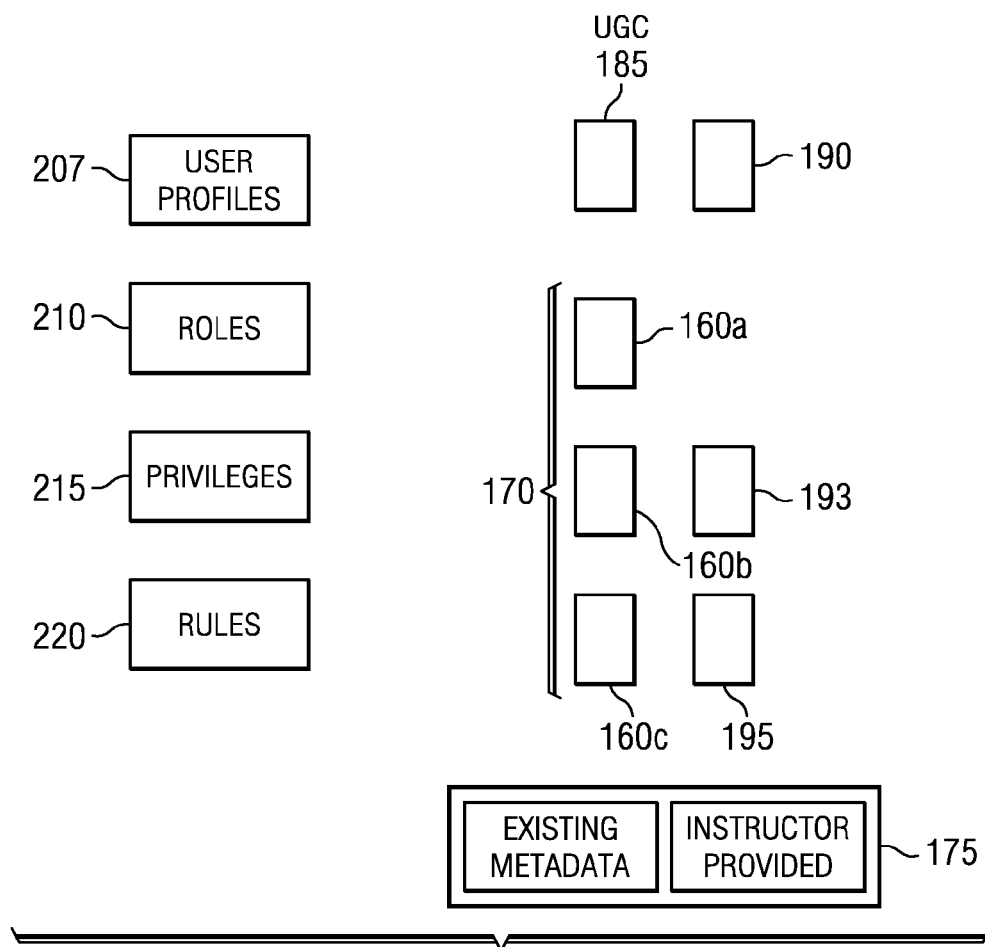 UGC
185
207
USER
PROFILES
190
210
ROLES
160a
215
PRIVILEGES
170
193
160b
220
RULES
160c
195
EXISTING
METADATA
INSTRUCTOR
PROVIDED
175